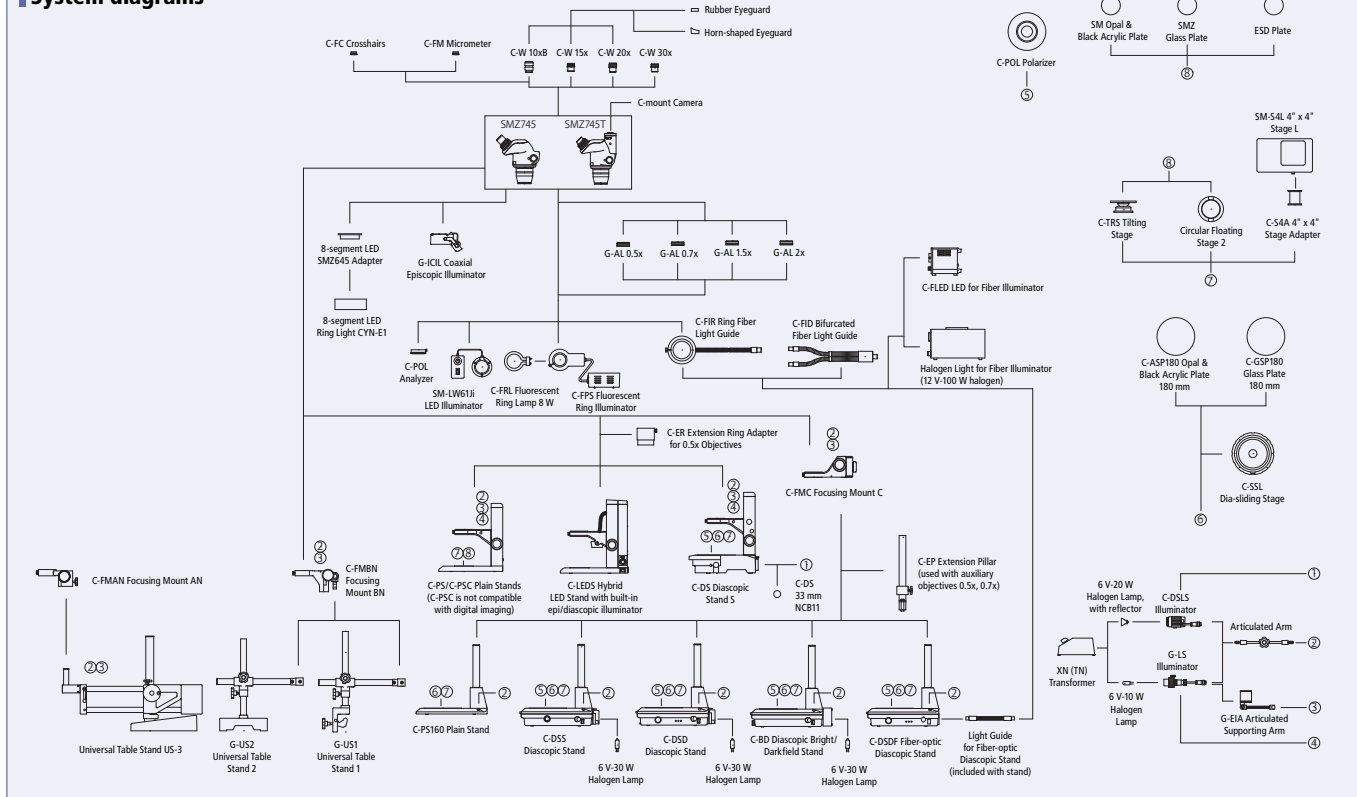 System diagrams
Rubber Eyeguard
Horn-shaped Eyeguard
C-FC Crosshairs
C-FM Micrometer
C-W 10xB
C-W 15x
C-W 20x
C-W 30x
C-mount Camera
SMZ745
SMZ745T
C-POL Polarizer
⑤
SM Opal &
Black Acrylic Plate
SMZ
Glass Plate
ESD Plate
⑧
SM-S4L 4" x 4"
Stage L
⑧
C-TRS Tilting
Stage
Circular Floating
Stage 2
C-S4A 4" x 4"
Stage Adapter
⑦
8-segment LED
SMZ645 Adapter
G-ICIL Coaxial
Episcopic Illuminator
8-segment LED
Ring Light CYN-E1
G-AL 0.5x
G-AL 0.7x
G-AL 1.5x
G-AL 2x
C-FLED LED for Fiber Illuminator
Halogen Light for Fiber Illuminator
(12 V-100 W halogen)
C-POL
Analyzer
SM-LW61Ji
LED Illuminator
C-FRL Fluorescent
Ring Lamp 8 W
C-FPS Fluorescent
Ring Illuminator
C-FIR Ring Fiber
Light Guide
C-FID Bifurcated
Fiber Light Guide
C-ASP180 Opal &
Black Acrylic Plate
180 mm
C-GSP180
Glass Plate
180 mm
C-SSL
Dia-sliding Stage
⑥
C-ER Extension Ring Adapter
for 0.5x Objectives
②
③
C-FMC Focusing Mount C
②
③
④
⑦⑧
C-PS/C-PSC Plain Stands
(C-PSC is not compatible
with digital imaging)
C-LEDS Hybrid
LED Stand with built-in
epi/diascopic illuminator
②
③
④
⑤⑥⑦
C-DS Diascopic
Stand S
①
C-DS
33 mm
NCB11
C-EP Extension Pillar
(used with auxiliary
objectives 0.5x, 0.7x)
C-FMAN Focusing Mount AN
②
③
C-FMBN
Focusing
Mount BN
②③
Universal Table Stand US-3
G-US2
Universal Table
Stand 2
G-US1
Universal Table
Stand 1
⑥⑦
②
C-PS160 Plain Stand
⑤⑥⑦
②
C-DSS
Diascopic Stand
6 V-30 W
Halogen Lamp
⑤⑥⑦
②
C-DSD
Diascopic Stand
6 V-30 W
Halogen Lamp
⑤⑥⑦
②
C-BD Diascopic Bright/
Darkfield Stand
6 V-30 W
Halogen Lamp
⑤⑥⑦
②
C-DSDF Fiber-optic
Diascopic Stand
Light Guide
for Fiber-optic
Diascopic Stand
(included with stand)
XN (TN)
Transformer
6 V-20 W
Halogen Lamp,
with reflector
C-DSLS
Illuminator
①
Articulated Arm
②
G-LS
Illuminator
6 V-10 W
Halogen
Lamp
G-EIA Articulated
Supporting Arm
③
④